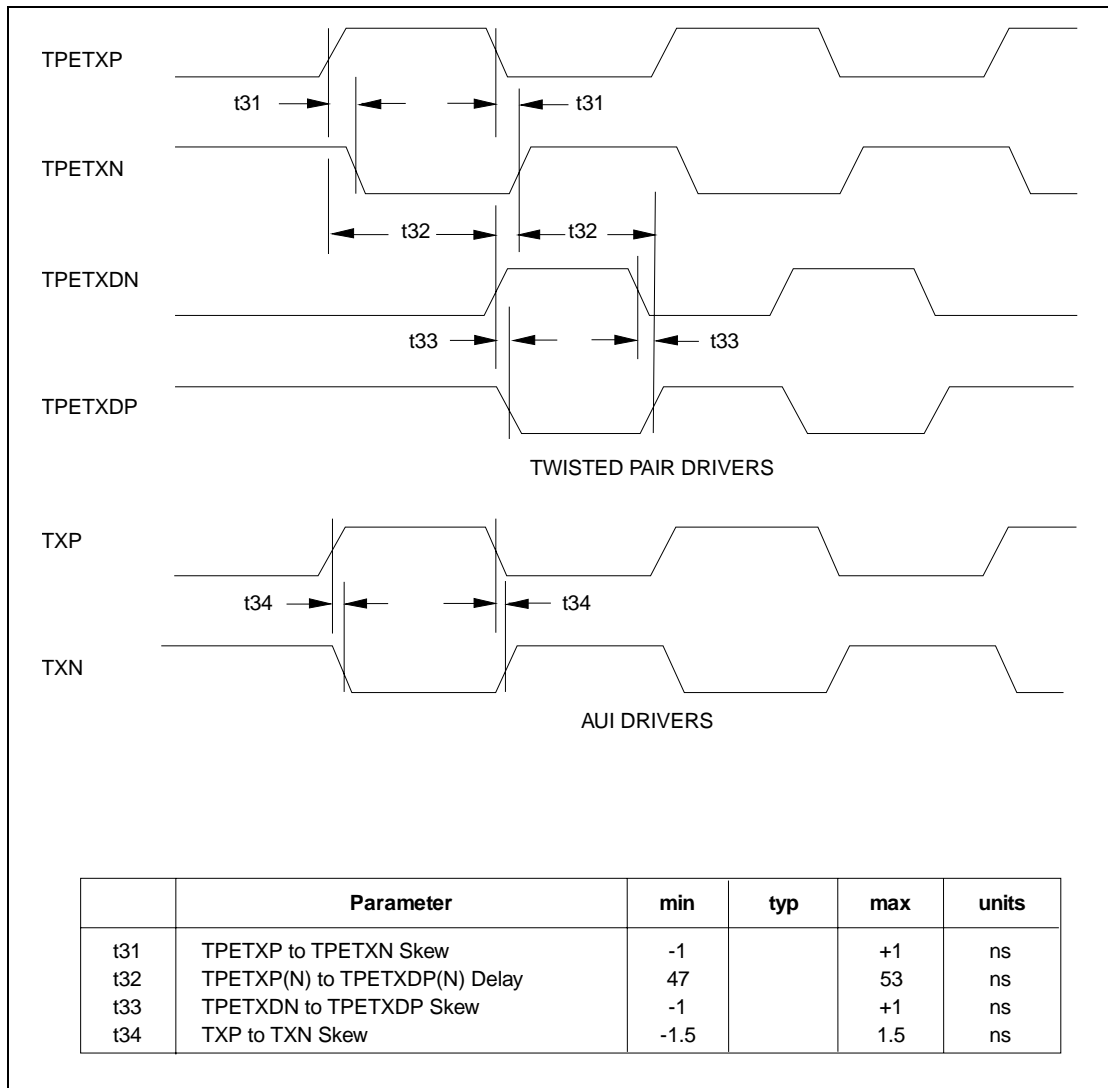 TPETXP
t31 t31
TPETXN
t32 t32
TPETXDN
t33 t33
TPETXDP
TWISTED PAIR DRIVERS
TXP
t34 t34
TXN
AUI DRIVERS
Parameter min typ max units
t31 TPETXP to TPETXN Skew -1 +1 ns
t32 TPETXP(N) to TPETXDP(N) Delay 47 53 ns
t33 TPETXDN to TPETXDP Skew -1 +1 ns
t34 TXP to TXN Skew -1.5 1.5 ns